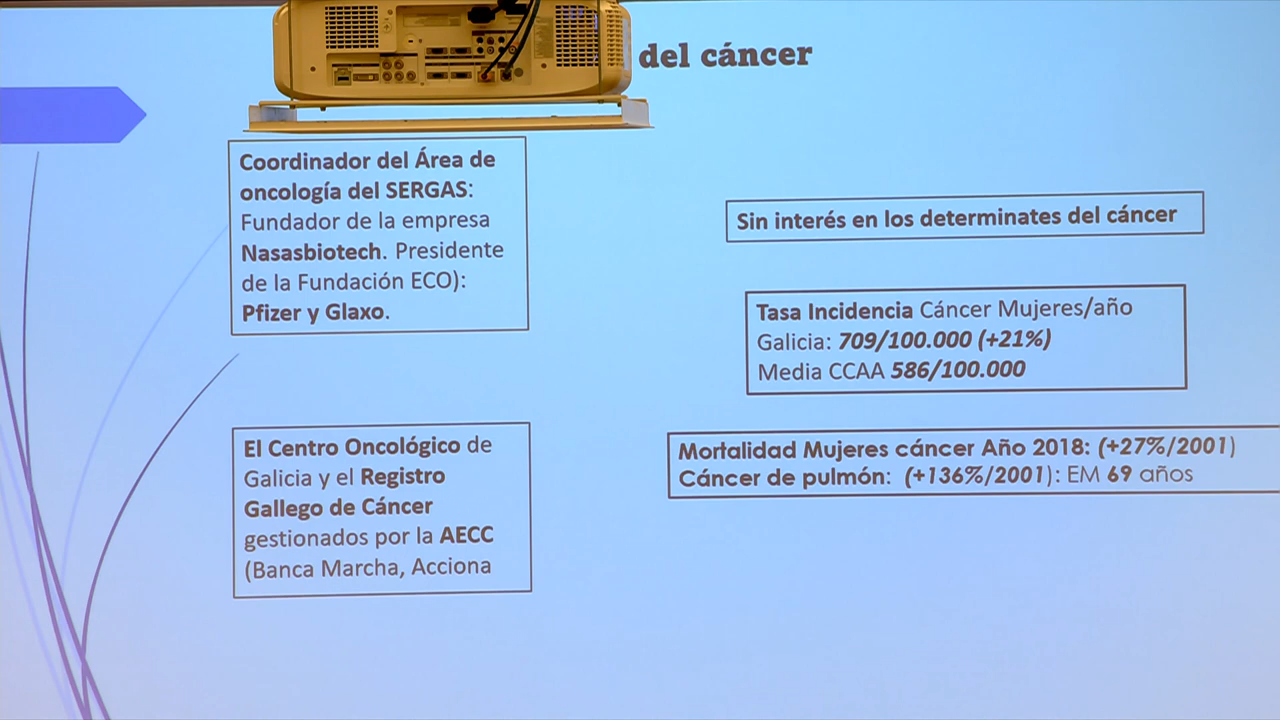 del cáncer
Coordinador del Área de
oncología del SERGAS:
Fundador de la empresa
Nasasbiotech. Presidente
de la Fundación ECO):
Pfizer y Glaxo.
Sin interés en los determinates del cáncer
Tasa Incidencia Cáncer Mujeres/año
Galicia: 709/100.000 (+21%)
Media CCAA 586/100.000
El Centro Oncológico de
Galicia y el Registro
Gallego de Cáncer
gestionados por la AECC
(Banca Marcha, Acciona
Mortalidad Mujeres cáncer Año 2018: (+27%/2001)
Cáncer de pulmón: (+136%/2001): EM 69 años